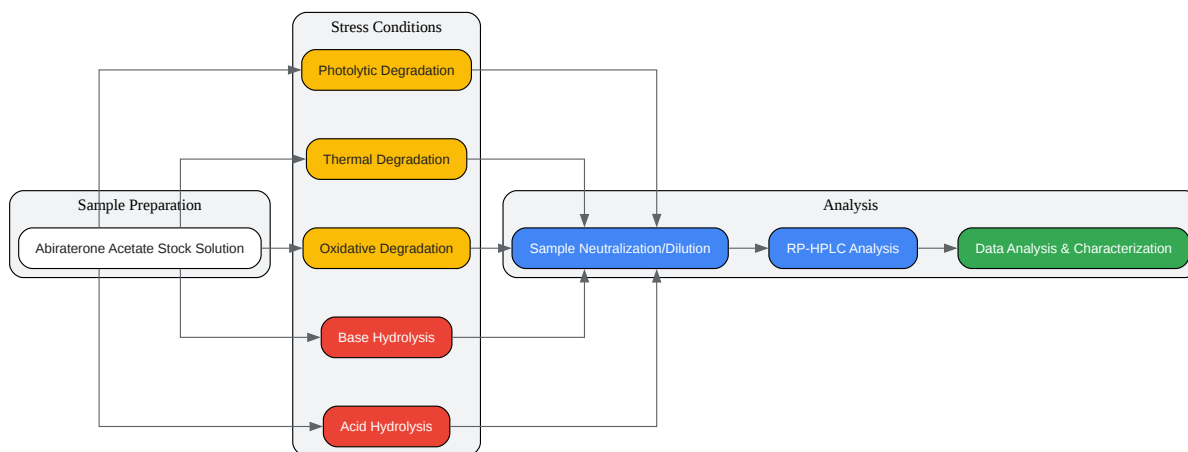 Stress Conditions
Photolytic Degradation
Thermal Degradation
Sample Preparation
Analysis
Abiraterone Acetate Stock Solution
Oxidative Degradation
Sample Neutralization/Dilution
RP-HPLC Analysis
Data Analysis & Characterization
Base Hydrolysis
Acid Hydrolysis